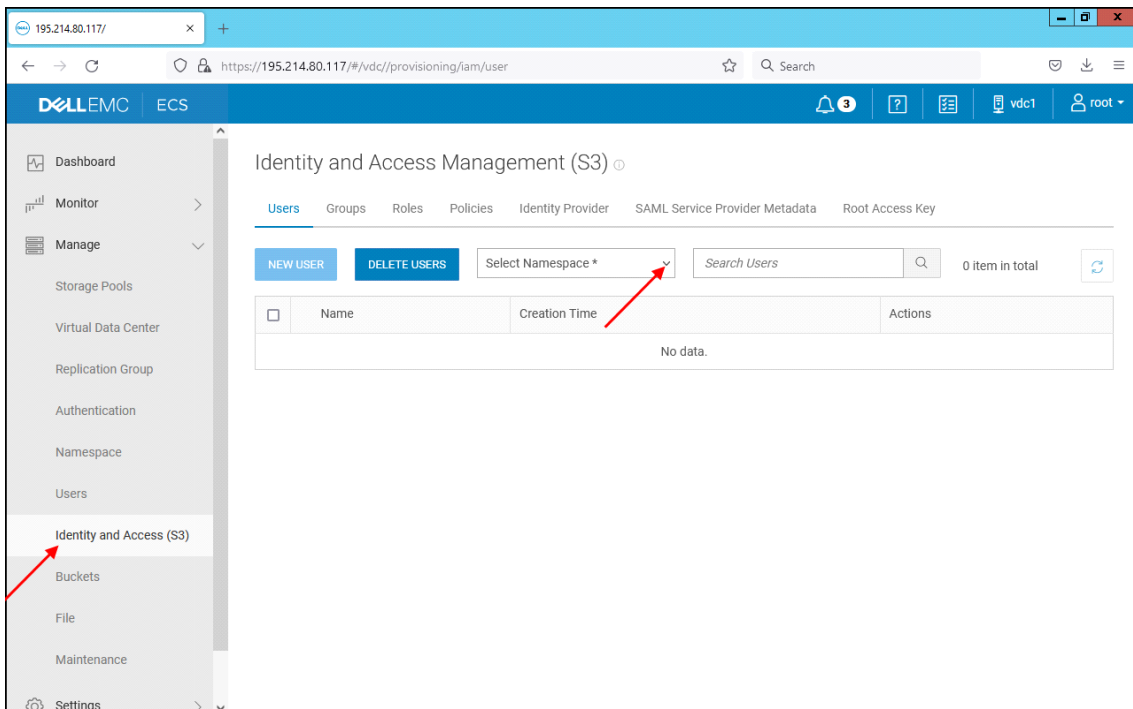 195.214.80.117/
https://195.214.80.117/#/vdc//provisioning/iam/user
Search
DELLEMC ECS
3
?
vdc1
root
Dashboard
Monitor
Manage
Storage Pools
Virtual Data Center
Replication Group
Authentication
Namespace
Users
Identity and Access (S3)
Buckets
File
Maintenance
Settings
Identity and Access Management (S3)
Users Groups Roles Policies Identity Provider SAML Service Provider Metadata Root Access Key
NEW USER DELETE USERS Select Namespace * Search Users 0 item in total
Name Creation Time Actions
No data.